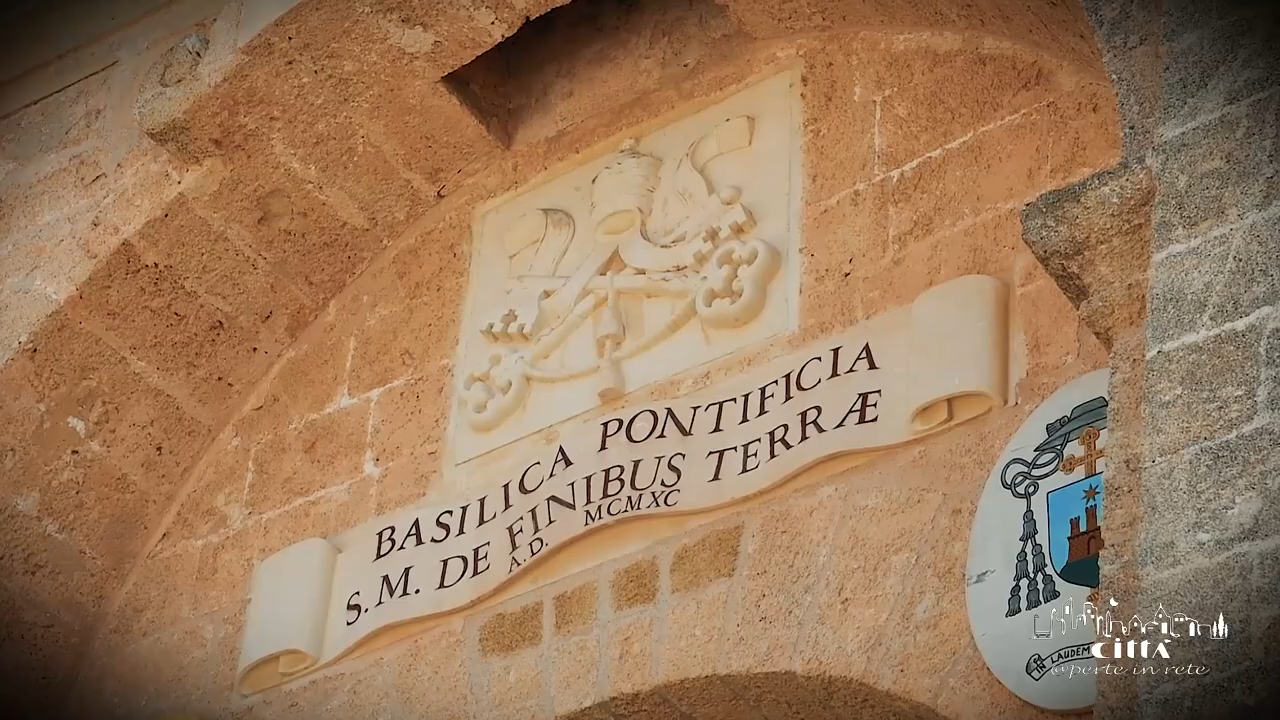 BASILICA PONTIFICIA
S. M. DE FINIBUS TERRÆ
A.D. MCMXC
LAUDEM
CITTÀ
aperte in rete